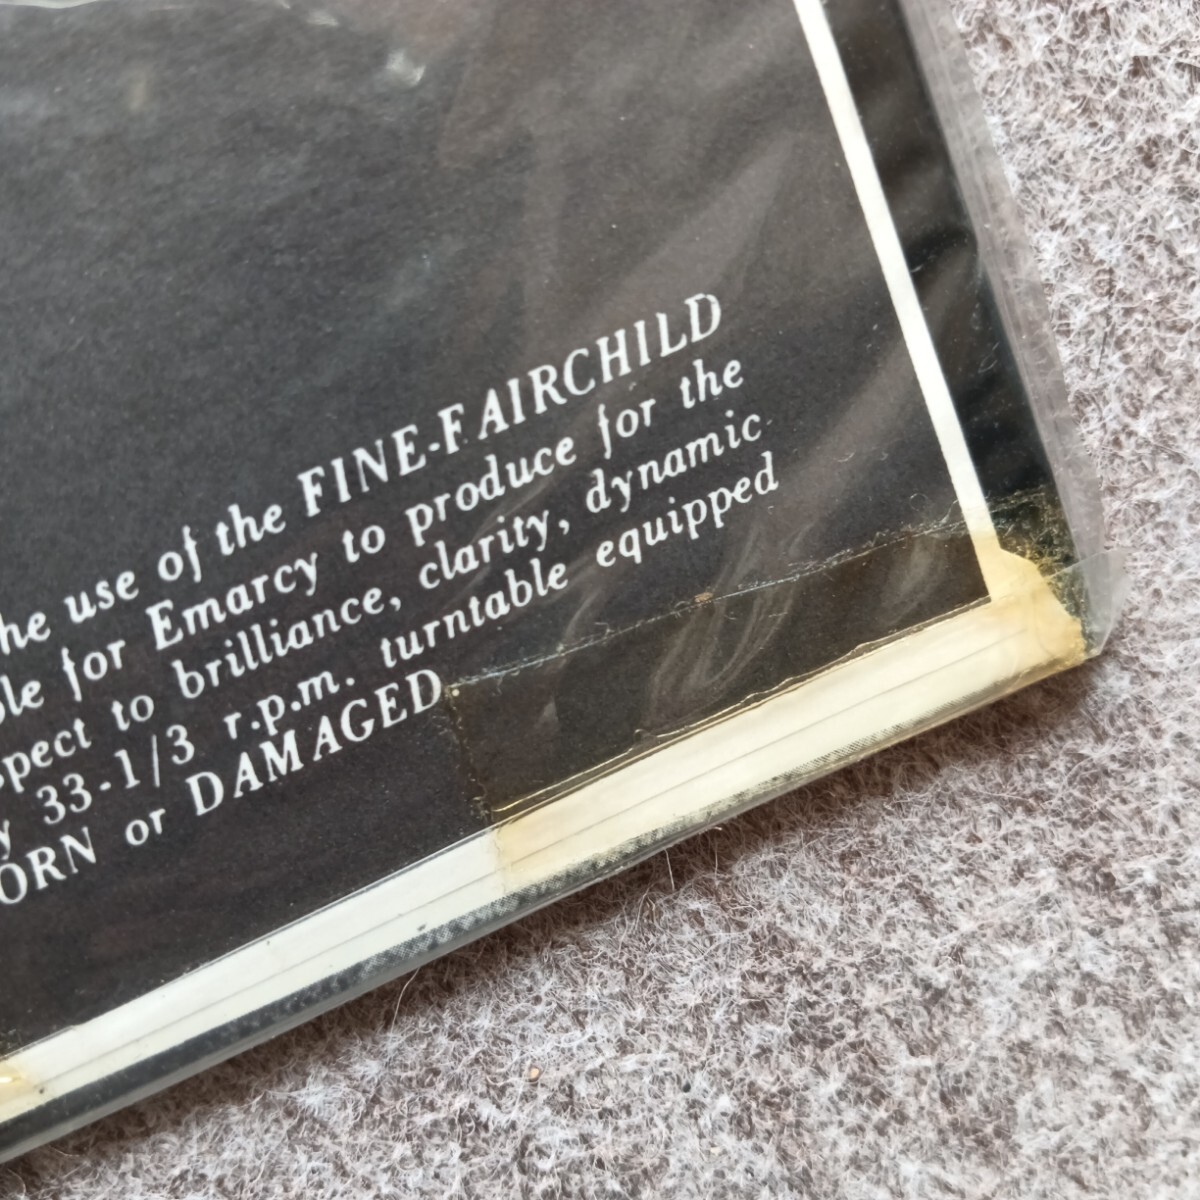 he use of the FINE-FAIRCHILD
le for Emarcy to produce for the
spect to brilliance, clarity, dynamic
y 33-1/3 r.p.m. turntable equipped
ORN or DAMAGED